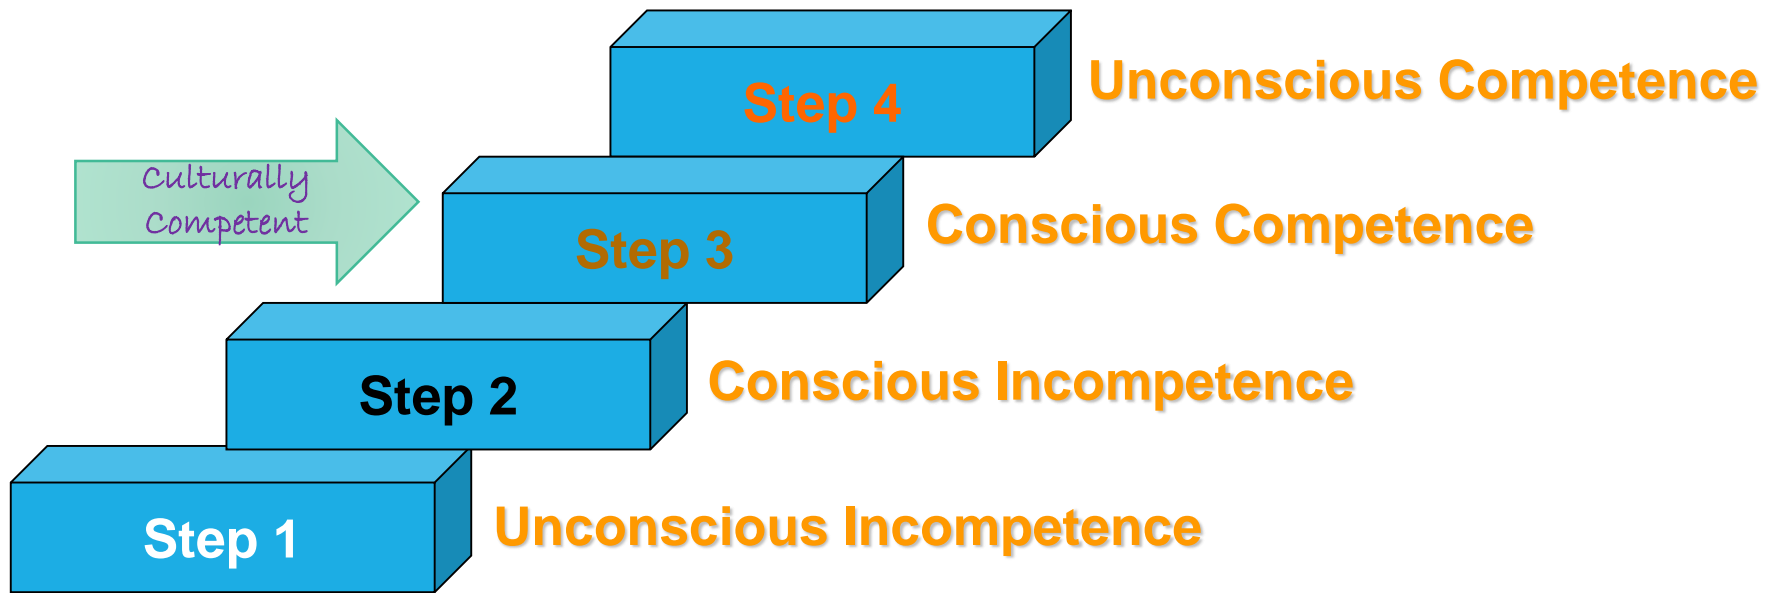 Step 4
Unconscious Competence
Culturally
Competent
Step 3
Conscious Competence
Step 2
Conscious Incompetence
Step 1
Unconscious Incompetence